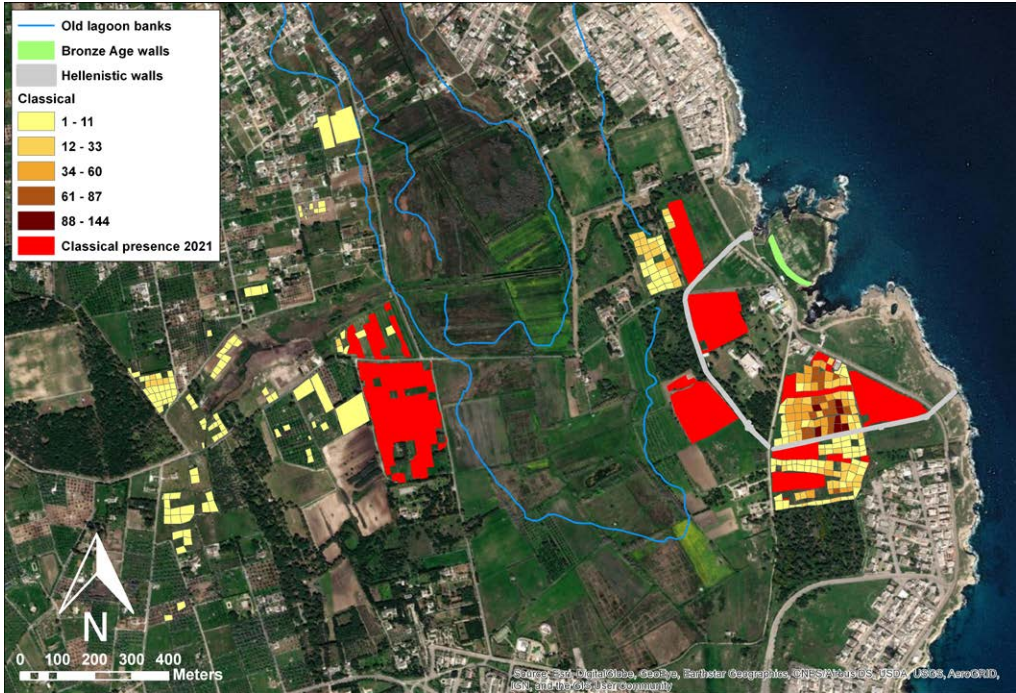 Old lagoon banks
Bronze Age walls
Hellenistic walls
Classical
1 - 11
12 - 33
34 - 60
61 - 87
88 - 144
Classical presence 2021
N
0 100 200 300 400
Meters
Source: Esri, DigitalGlobe, GeoEye, Earthstar Geographics, CNES/Airbus DS, USDA, USGS, AeroGRID,
IGN, and the GIS User Community